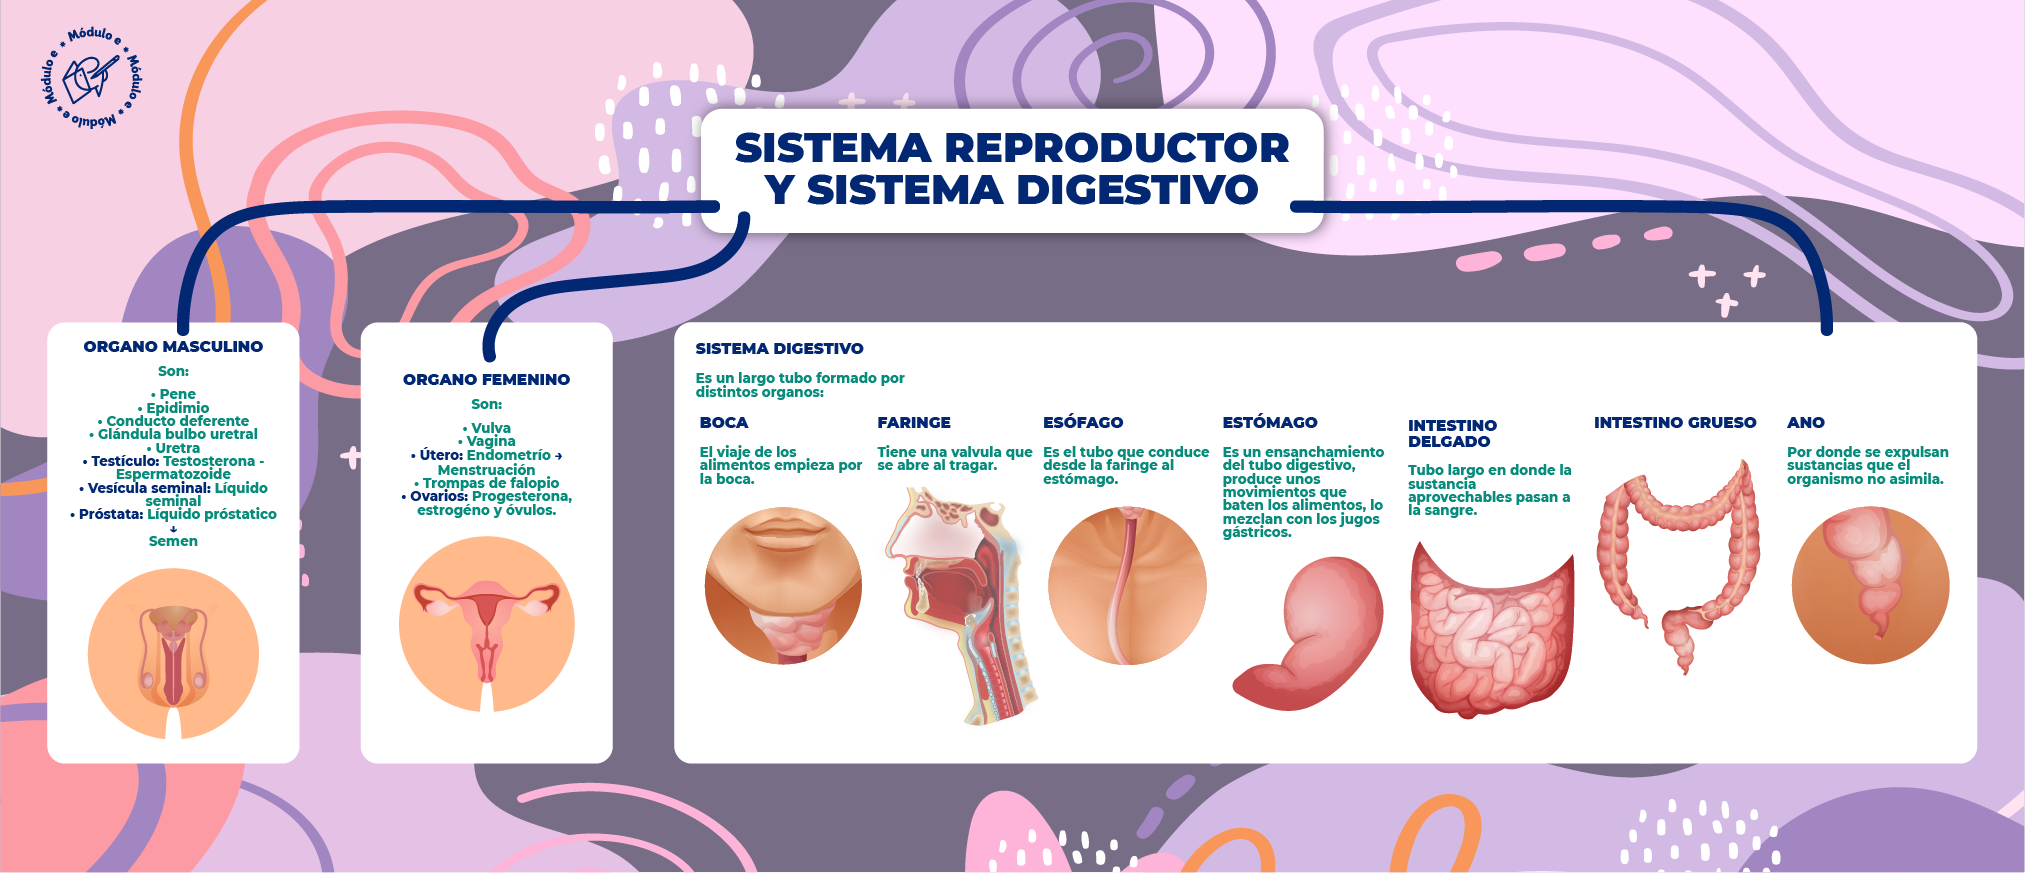 Módulo e * Módulo e * Módulo e * Módulo e *
SISTEMA REPRODUCTOR
Y SISTEMA DIGESTIVO
ORGANO MASCULINO
Son:
• Pene
• Epidimio
• Conducto deferente
• Glándula bulbo uretral
• Uretra
• Testículo: Testosterona -
Espermatozoide
• Vesícula seminal: Líquido
seminal
• Próstata: Líquido próstatico
↓
Semen
ORGANO FEMENINO
Son:
• Vulva
• Vagina
• Útero: Endometrío →
Menstruación
• Trompas de falopio
• Ovarios: Progesterona,
estrogéno y óvulos.
SISTEMA DIGESTIVO
Es un largo tubo formado por
distintos organos:
BOCA
El viaje de los
alimentos empieza por
la boca.
FARINGE
Tiene una valvula que
se abre al tragar.
ESÓFAGO
Es el tubo que conduce
desde la faringe al
estómago.
ESTÓMAGO
Es un ensanchamiento
del tubo digestivo,
produce unos
movimientos que
baten los alimentos, lo
mezclan con los jugos
gástricos.
INTESTINO
DELGADO
Tubo largo en donde la
sustancia
aprovechables pasan a
la sangre.
INTESTINO GRUESO
ANO
Por donde se expulsan
sustancias que el
organismo no asimila.